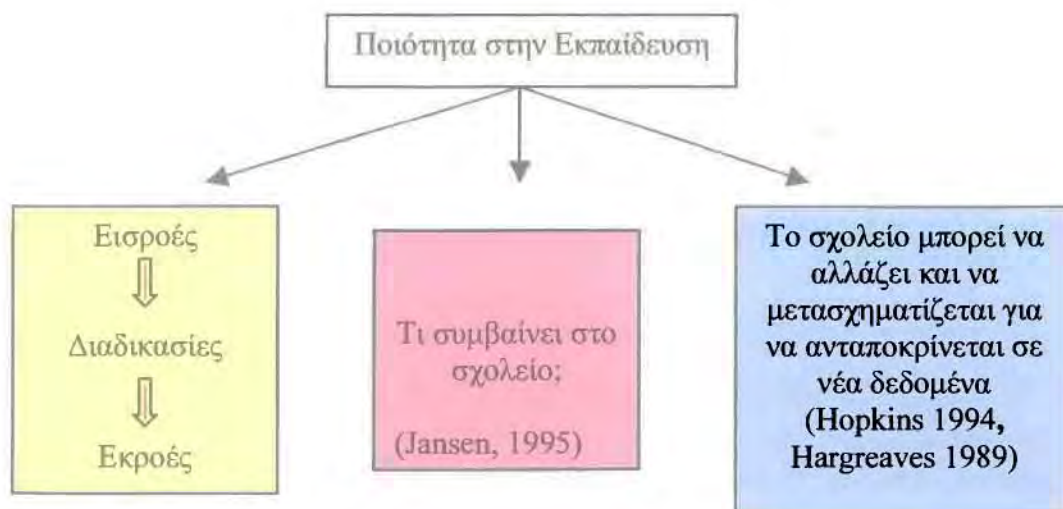 Ποιότητα στην Εκπαίδευση
Εισροές
Διαδικασίες
Εκροές
Τι συμβαίνει στο
σχολείο;
(Jansen, 1995)
Το σχολείο μπορεί να
αλλάζει και να
μετασχηματίζεται για
να ανταποκρίνεται σε
νέα δεδομένα
(Hopkins 1994,
Hargreaves 1989)